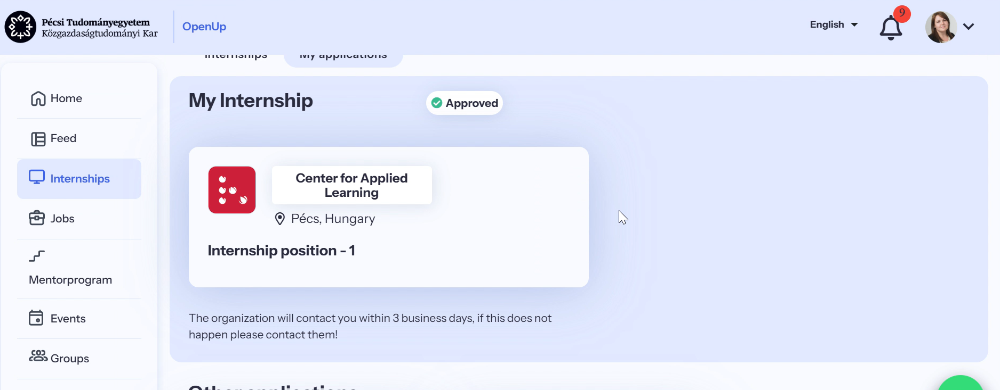 Pécsi Tudományegyetem
Közgazdaságtudományi Kar
OpenUp
English
9
Internships
My applications
Home
Feed
Internships
Jobs
Mentorprogram
Events
Groups
My Internship
Approved
Center for Applied
Learning
Pécs, Hungary
Internship position - 1
The organization will contact you within 3 business days, if this does not
happen please contact them!
Other applications